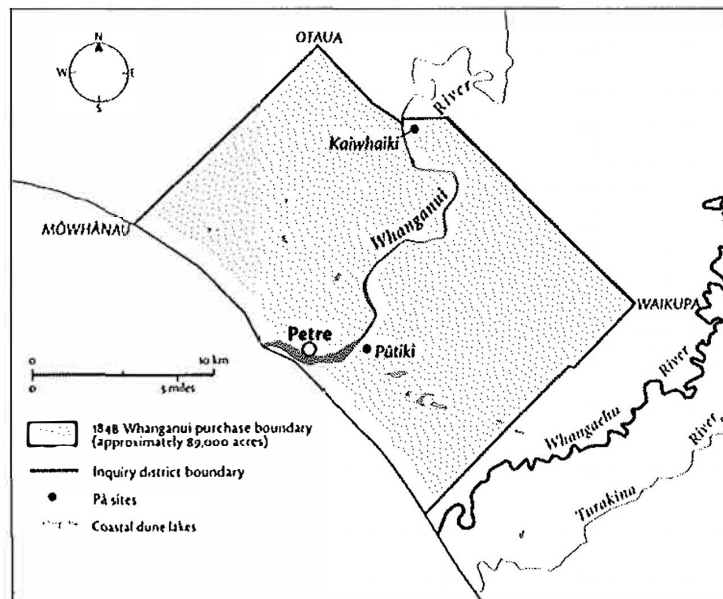 N
W E
S
OTAUA
River
Kaiwhaiki
Whanganui
MŌWHĀNAU
WAIKUPA
Petre
Pūtiki
0 10 km
0 5 miles
River
Whangaehu
River
Turakina
1848 Whanganui purchase boundary
(approximately 89,000 acres)
Inquiry district boundary
Pā sites
Coastal dune lakes